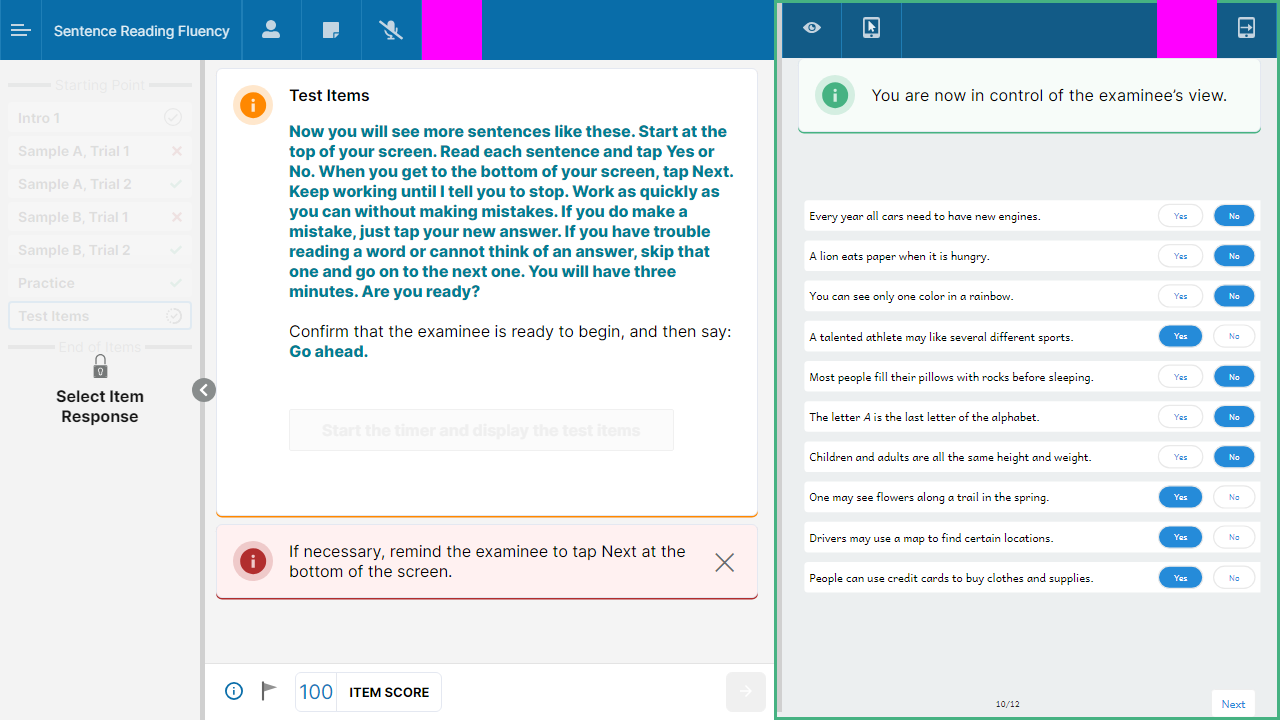 Sentence Reading Fluency
Starting Point
Intro 1
Sample A, Trial 1
Sample A, Trial 2
Sample B, Trial 1
Sample B, Trial 2
Practice
Test Items
End of Items
Select Item
Response
Test Items
Now you will see more sentences like these. Start at the
top of your screen. Read each sentence and tap Yes or
No. When you get to the bottom of your screen, tap Next.
Keep working until I tell you to stop. Work as quickly as
you can without making mistakes. If you do make a
mistake, just tap your new answer. If you have trouble
reading a word or cannot think of an answer, skip that
one and go on to the next one. You will have three
minutes. Are you ready?
Confirm that the examinee is ready to begin, and then say:
Go ahead.
Start the timer and display the test items
If necessary, remind the examinee to tap Next at the
bottom of the screen.
100 ITEM SCORE
You are now in control of the examinee's view.
Every year all cars need to have new engines. Yes No
A lion eats paper when it is hungry. Yes No
You can see only one color in a rainbow. Yes No
A talented athlete may like several different sports. Yes No
Most people fill their pillows with rocks before sleeping. Yes No
The letter A is the last letter of the alphabet. Yes No
Children and adults are all the same height and weight. Yes No
One may see flowers along a trail in the spring. Yes No
Drivers may use a map to find certain locations. Yes No
People can use credit cards to buy clothes and supplies. Yes No
10/12
Next